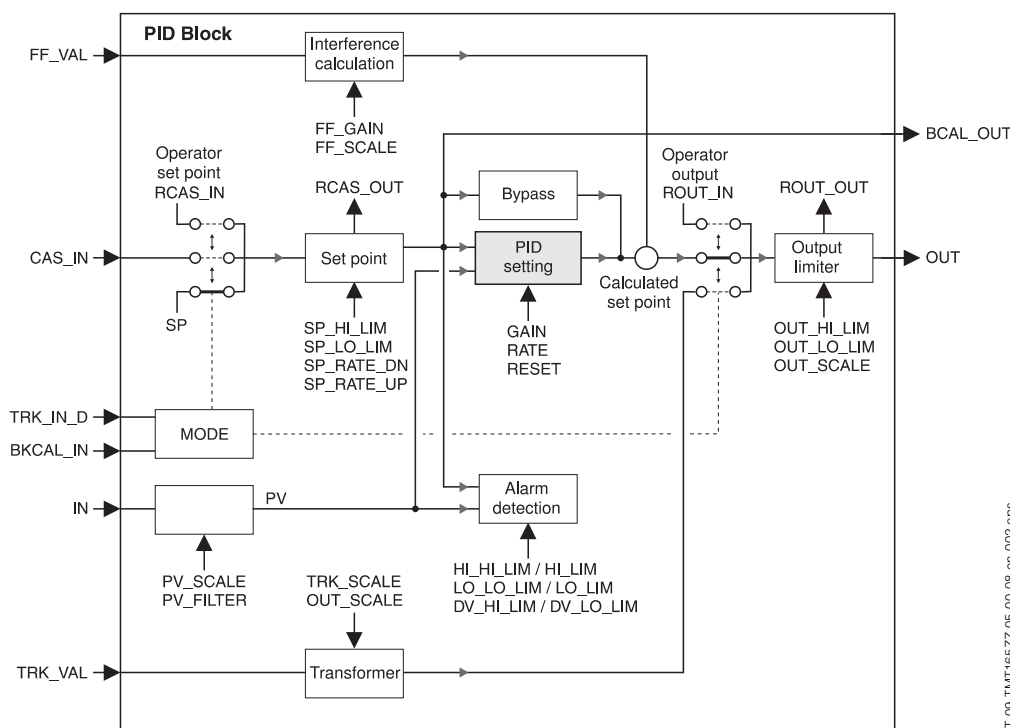 PID Block
FF_VAL
Interference
calculation
FF_GAIN
FF_SCALE
BCAL_OUT
Operator
set point
RCAS_IN
RCAS_OUT
Bypass
Operator
output
ROUT_IN
ROUT_OUT
CAS_IN
Set point
PID
setting
Calculated
set point
Output
limiter
OUT
SP
SP_HI_LIM
SP_LO_LIM
SP_RATE_DN
SP_RATE_UP
GAIN
RATE
RESET
OUT_HI_LIM
OUT_LO_LIM
OUT_SCALE
TRK_IN_D
MODE
BKCAL_IN
IN
PV
Alarm
detection
PV_SCALE
PV_FILTER
TRK_SCALE
OUT_SCALE
HI_HI_LIM / HI_LIM
LO_LO_LIM / LO_LIM
DV_HI_LIM / DV_LO_LIM
TRK_VAL
Transformer